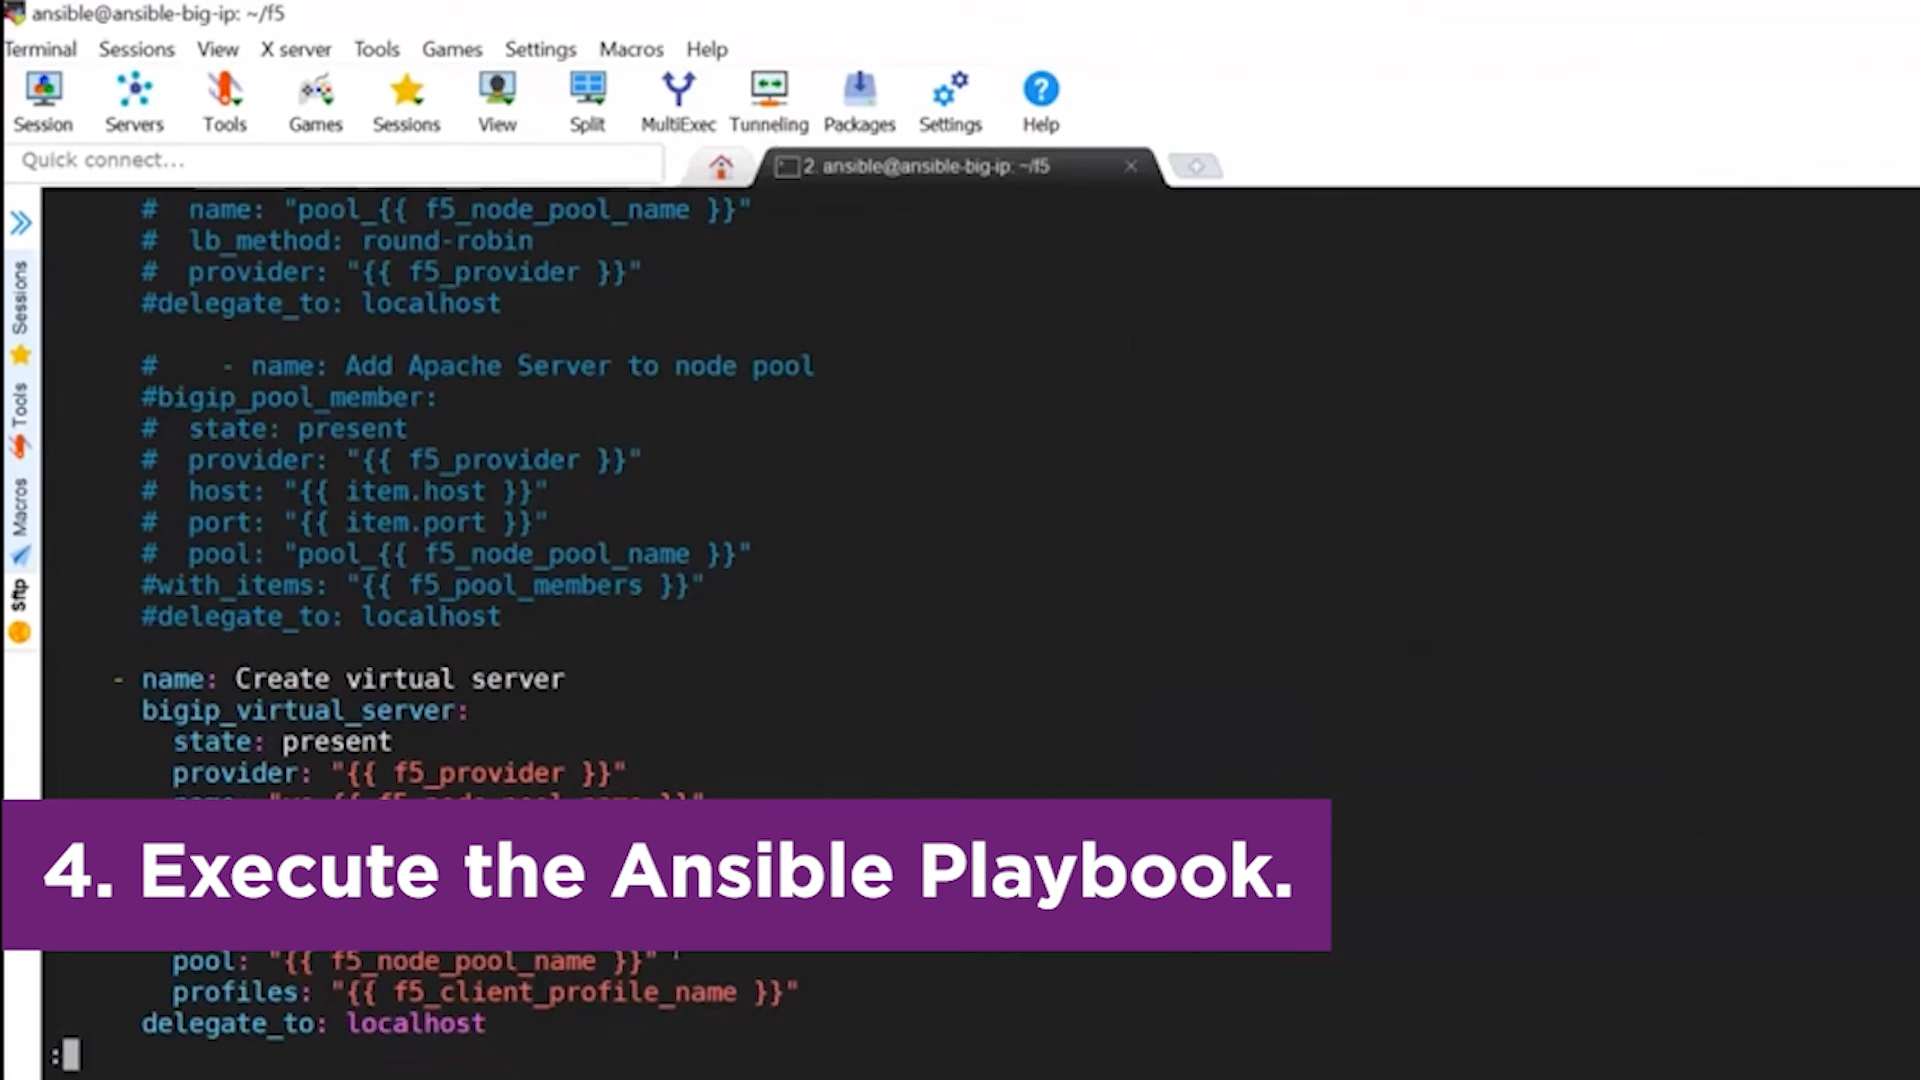 ansible@ansible-big-ip: ~/f5
Terminal Sessions View X server Tools Games Settings Macros Help
Session Servers Tools Games Sessions View Split MultiExec Tunneling Packages Settings Help
Quick connect...
2. ansible@ansible-big-ip: ~/f5
Sessions
Tools
Macros
Sftp
#  name: "pool_{{ f5_node_pool_name }}"
#  lb_method: round-robin
#  provider: "{{ f5_provider }}"
#delegate_to: localhost
#    - name: Add Apache Server to node pool
#bigip_pool_member:
#  state: present
#  provider: "{{ f5_provider }}"
#  host: "{{ item.host }}"
#  port: "{{ item.port }}"
#  pool: "pool_{{ f5_node_pool_name }}"
#with_items: "{{ f5_pool_members }}"
#delegate_to: localhost
- name: Create virtual server
bigip_virtual_server:
state: present
provider: "{{ f5_provider }}"
4. Execute the Ansible Playbook.
pool: "{{ f5_node_pool_name }}"
profiles: "{{ f5_client_profile_name }}"
delegate_to: localhost
: